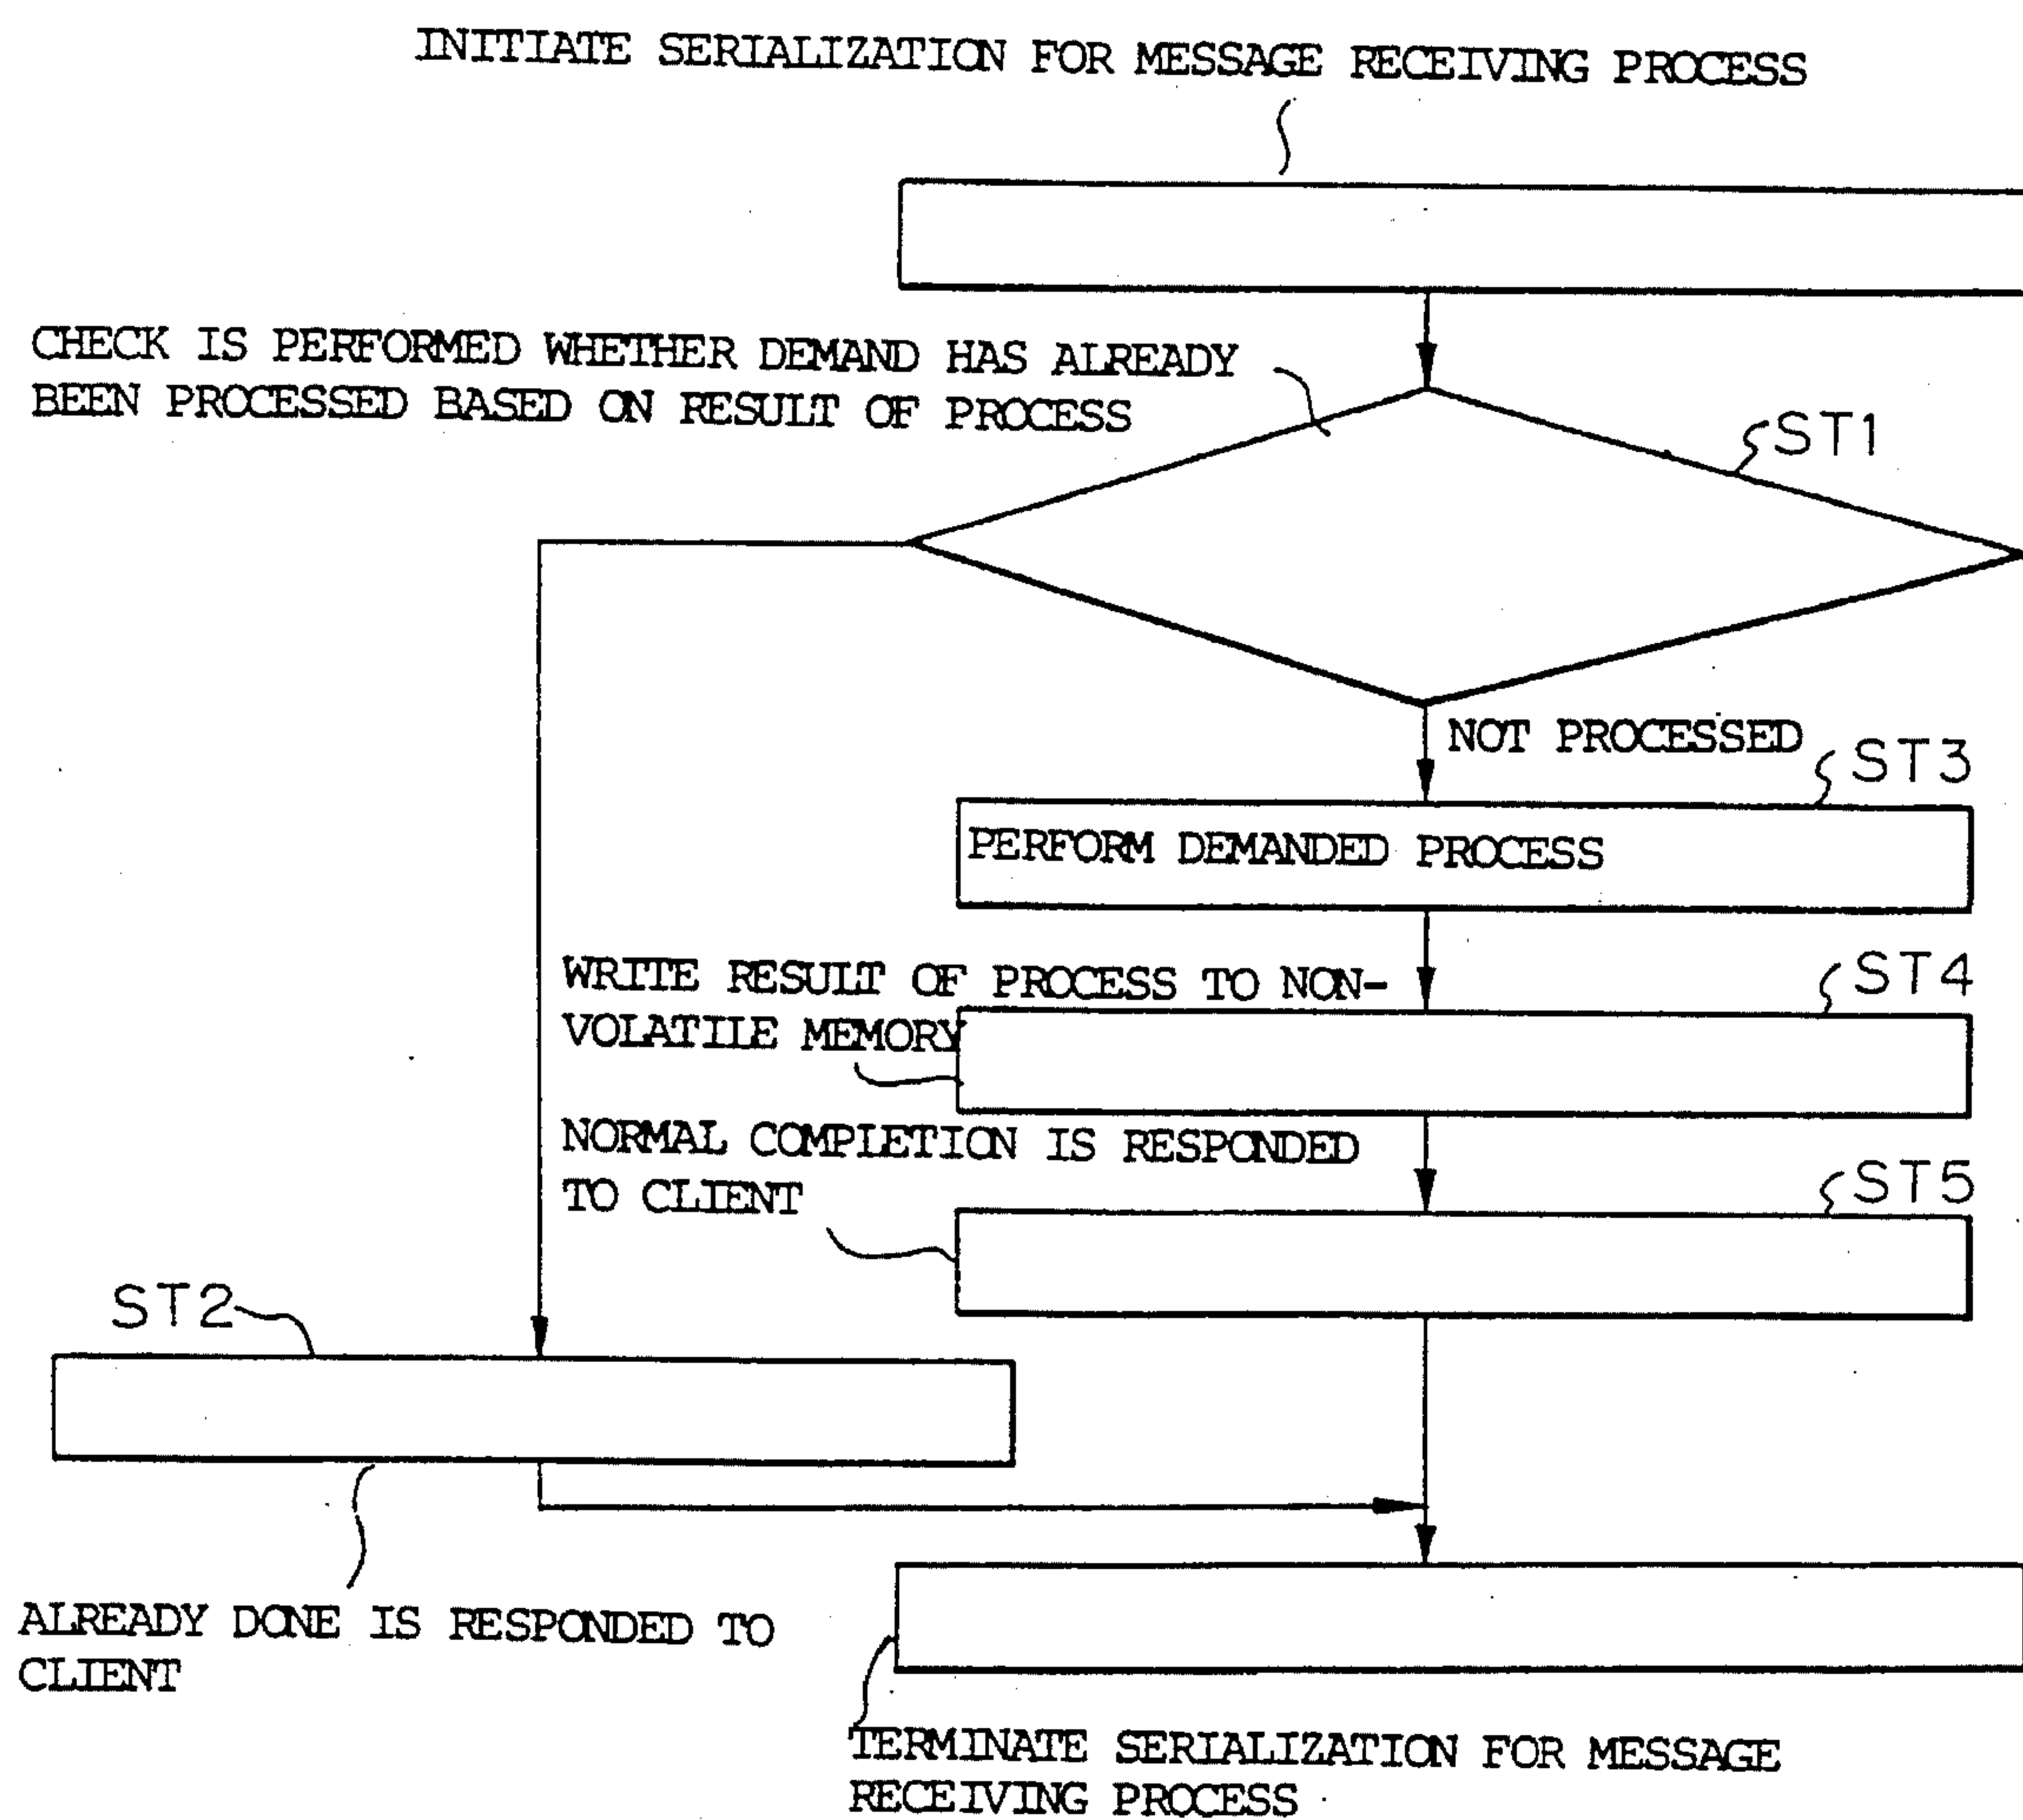 INITIATE SERIALIZATION FOR MESSAGE RECEIVING PROCESS
CHECK IS PERFORMED WHETHER DEMAND HAS ALREADY
BEEN PROCESSED BASED ON RESULT OF PROCESS
ST1
NOT PROCESSED
ST3
PERFORM DEMANDED PROCESS
WRITE RESULT OF PROCESS TO NON-
VOLATILE MEMORY
ST4
NORMAL COMPLETION IS RESPONDED
TO CLIENT
ST5
ST2
ALREADY DONE IS RESPONDED TO
CLIENT
TERMINATE SERIALIZATION FOR MESSAGE
RECEIVING PROCESS